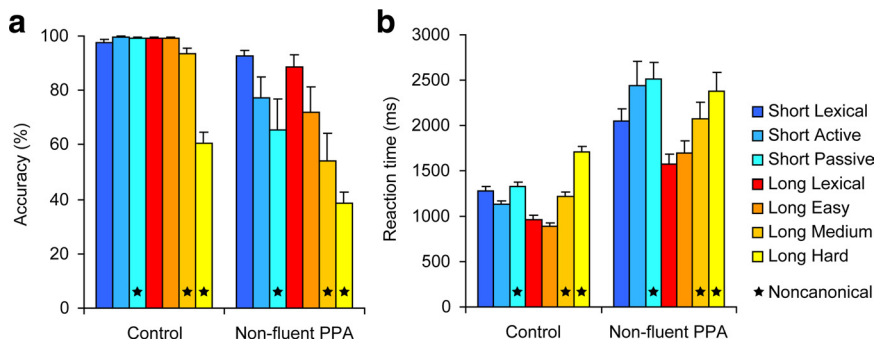 a
100
80
60
40
20
0
Accuracy (%)
Control
Non-fluent PPA
b
3000
2500
2000
1500
1000
500
0
Reaction time (ms)
Control
Non-fluent PPA
Short Lexical
Short Active
Short Passive
Long Lexical
Long Easy
Long Medium
Long Hard
★ Noncanonical